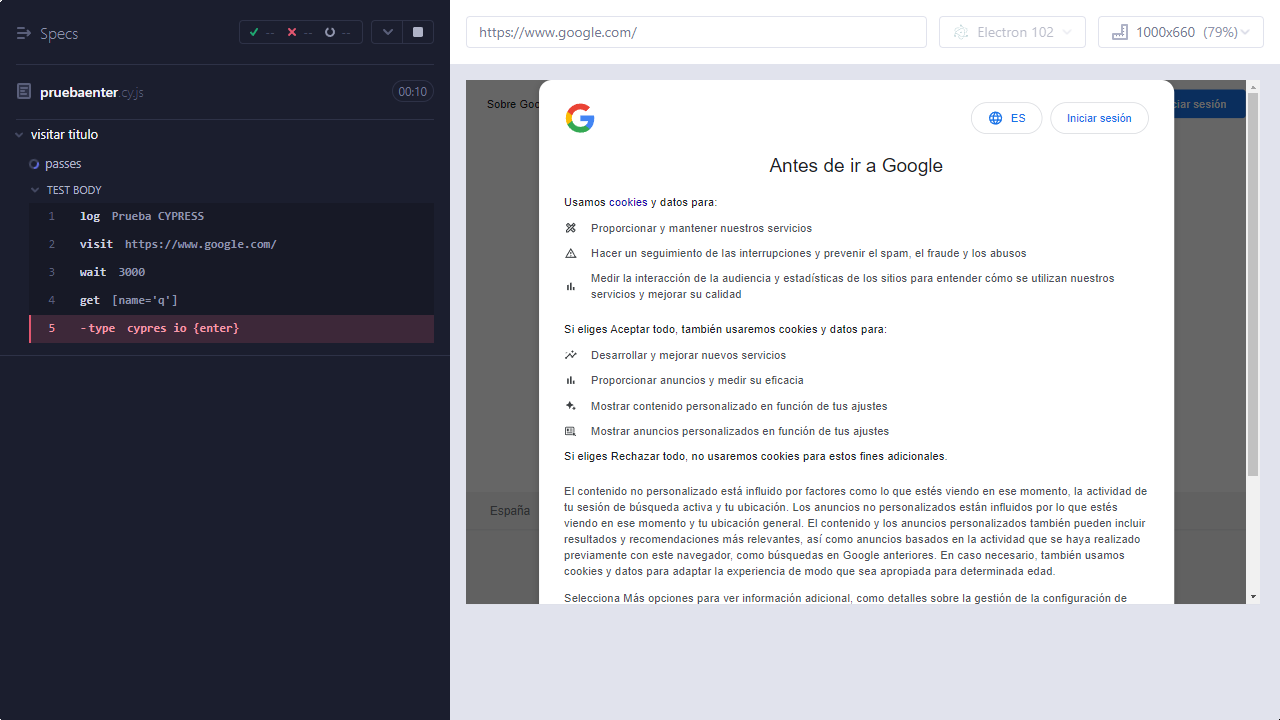 Specs
-- -- --
pruebaenter.cy.js
00:10
visitar titulo
passes
TEST BODY
1 log Prueba CYPRESS
2 visit https://www.google.com/
3 wait 3000
4 get [name='q']
5 -type cypres io {enter}
https://www.google.com/
Electron 102
1000x660 (79%)
Sobre Goo
ciar sesión
ES
Iniciar sesión
Antes de ir a Google
Usamos cookies y datos para:
Proporcionar y mantener nuestros servicios
Hacer un seguimiento de las interrupciones y prevenir el spam, el fraude y los abusos
Medir la interacción de la audiencia y estadísticas de los sitios para entender cómo se utilizan nuestros
servicios y mejorar su calidad
Si eliges Aceptar todo, también usaremos cookies y datos para:
Desarrollar y mejorar nuevos servicios
Proporcionar anuncios y medir su eficacia
Mostrar contenido personalizado en función de tus ajustes
Mostrar anuncios personalizados en función de tus ajustes
Si eliges Rechazar todo, no usaremos cookies para estos fines adicionales.
El contenido no personalizado está influido por factores como lo que estés viendo en ese momento, la actividad de
tu sesión de búsqueda activa y tu ubicación. Los anuncios no personalizados están influidos por lo que estés
viendo en ese momento y tu ubicación general. El contenido y los anuncios personalizados también pueden incluir
resultados y recomendaciones más relevantes, así como anuncios basados en la actividad que se haya realizado
previamente con este navegador, como búsquedas en Google anteriores. En caso necesario, también usamos
cookies y datos para adaptar la experiencia de modo que sea apropiada para determinada edad.
Selecciona Más opciones para ver información adicional, como detalles sobre la gestión de la configuración de
España